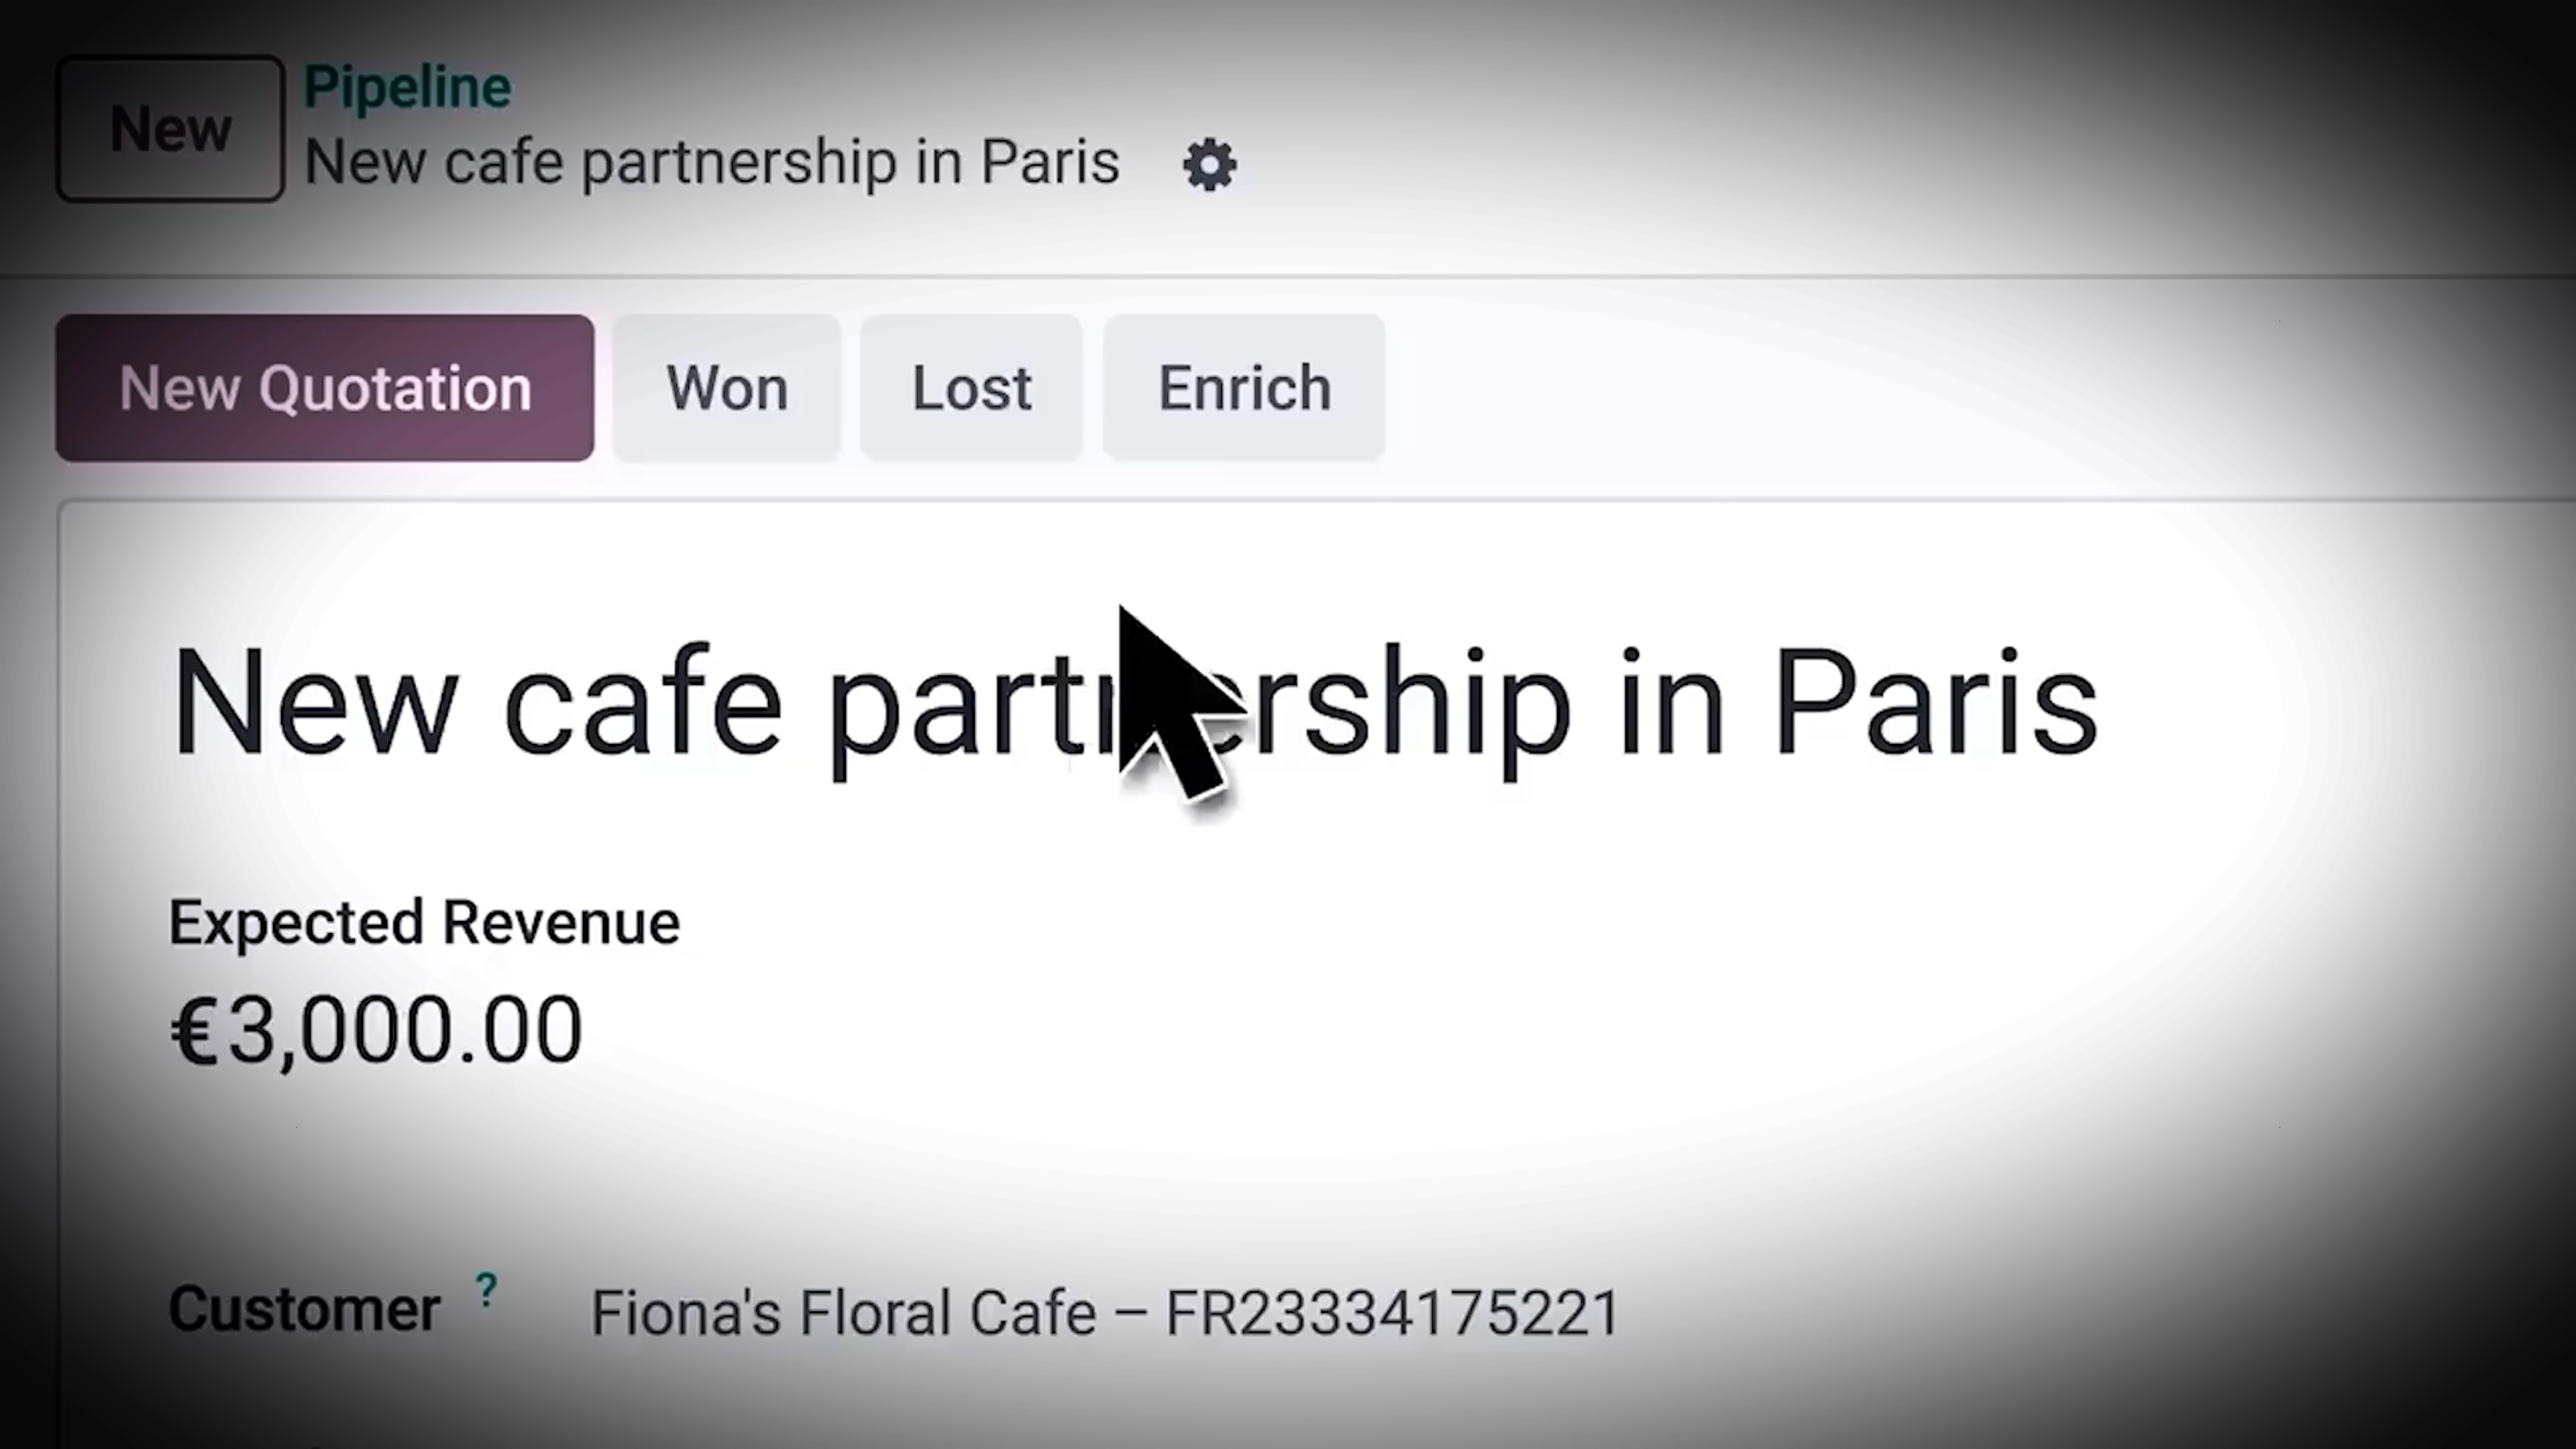 New
Pipeline
New cafe partnership in Paris
New Quotation
Won
Lost
Enrich
New cafe partnership in Paris
Expected Revenue
€3,000.00
Customer ?
Fiona's Floral Cafe – FR23334175221